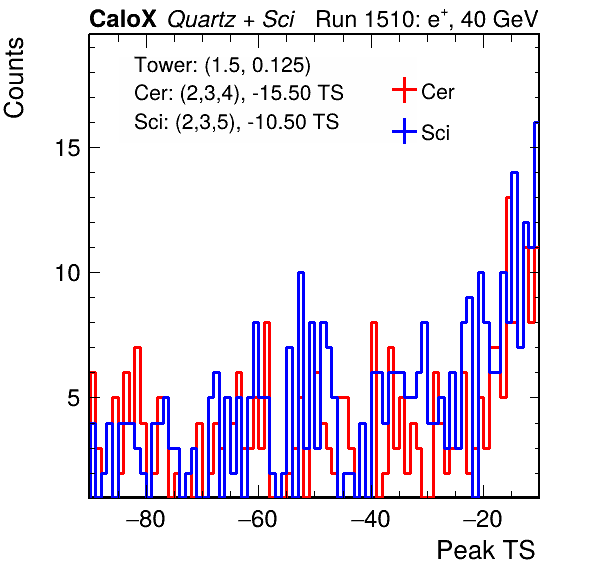 CaloX Quartz + Sci Run 1510: e⁺, 40 GeV
Counts
Tower: (1.5, 0.125)
Cer: (2,3,4), -15.50 TS
Sci: (2,3,5), -10.50 TS
Cer
Sci
15
10
5
−80 −60 −40 −20
Peak TS